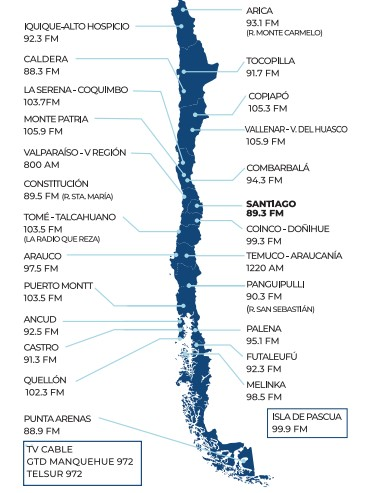 IQUIQUE-ALTO HOSPICIO
92.3 FM
CALDERA
88.3 FM
LA SERENA - COQUIMBO
103.7FM
MONTE PATRIA
105.9 FM
VALPARAÍSO - V REGIÓN
800 AM
CONSTITUCIÓN
89.5 FM (R. STA. MARÍA)
TOMÉ - TALCAHUANO
103.5 FM
(LA RADIO QUE REZA)
ARAUCO
97.5 FM
PUERTO MONTT
103.5 FM
ANCUD
92.5 FM
CASTRO
91.3 FM
QUELLÓN
102.3 FM
PUNTA ARENAS
88.9 FM
TV CABLE
GTD MANQUEHUE 972
TELSUR 972
ARICA
93.1 FM
(R. MONTE CARMELO)
TOCOPILLA
91.7 FM
COPIAPÓ
105.3 FM
VALLENAR - V. DEL HUASCO
105.9 FM
COMBARBALÁ
94.3 FM
SANTIAGO
89.3 FM
COINCO - DOÑIHUE
99.3 FM
TEMUCO - ARAUCANÍA
1220 AM
PANGUIPULLI
90.3 FM
(R. SAN SEBASTIÁN)
PALENA
95.1 FM
FUTALEUFÚ
92.3 FM
MELINKA
98.5 FM
ISLA DE PASCUA
99.9 FM